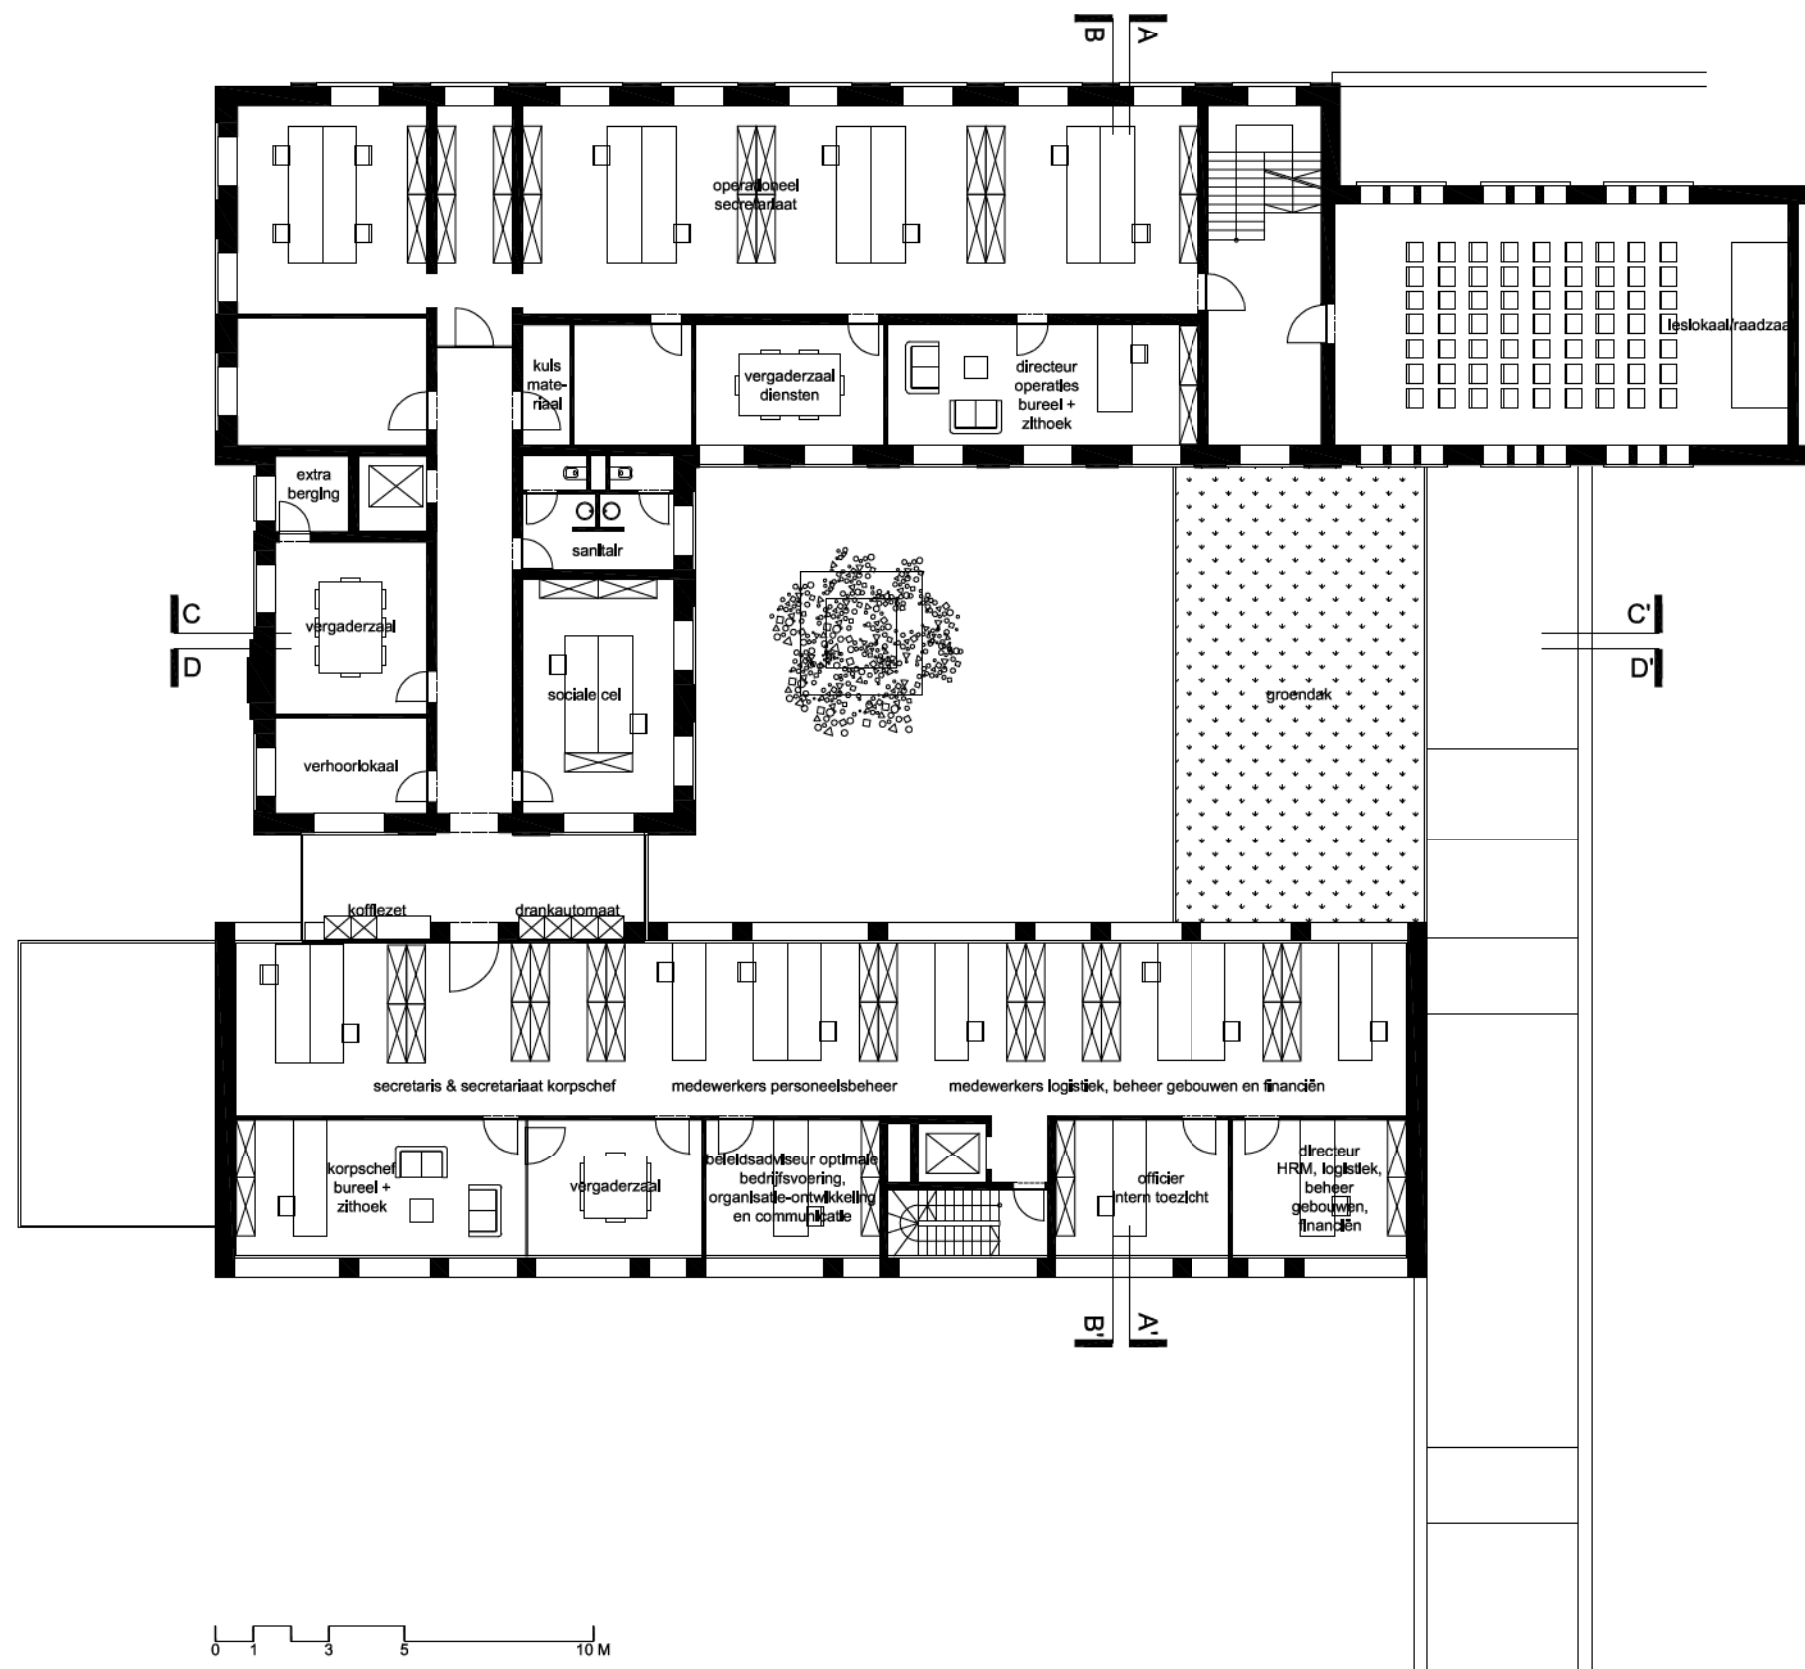 B A
operationeel
secretariaat
leslokaal/raadzaal
kuis
mate-
riaal
vergaderzaal
diensten
directeur
operaties
bureel +
zithoek
extra
berging
sanitair
C
D
vergaderzaal
sociale cel
verhoorlokaal
groendak
C'
D'
koffiezet
drankautomaat
secretaris & secretariaat korpschef
medewerkers personeelsbeheer
medewerkers logistiek, beheer gebouwen en financiën
korpschef
bureel +
zithoek
vergaderzaal
beleidsadviseur optimale
bedrijfsvoering,
organisatie-ontwikkeling
en communicatie
officier
intern toezicht
directeur
HRM, logistiek,
beheer
gebouwen,
financiën
B' A'
0 1 3 5 10 M